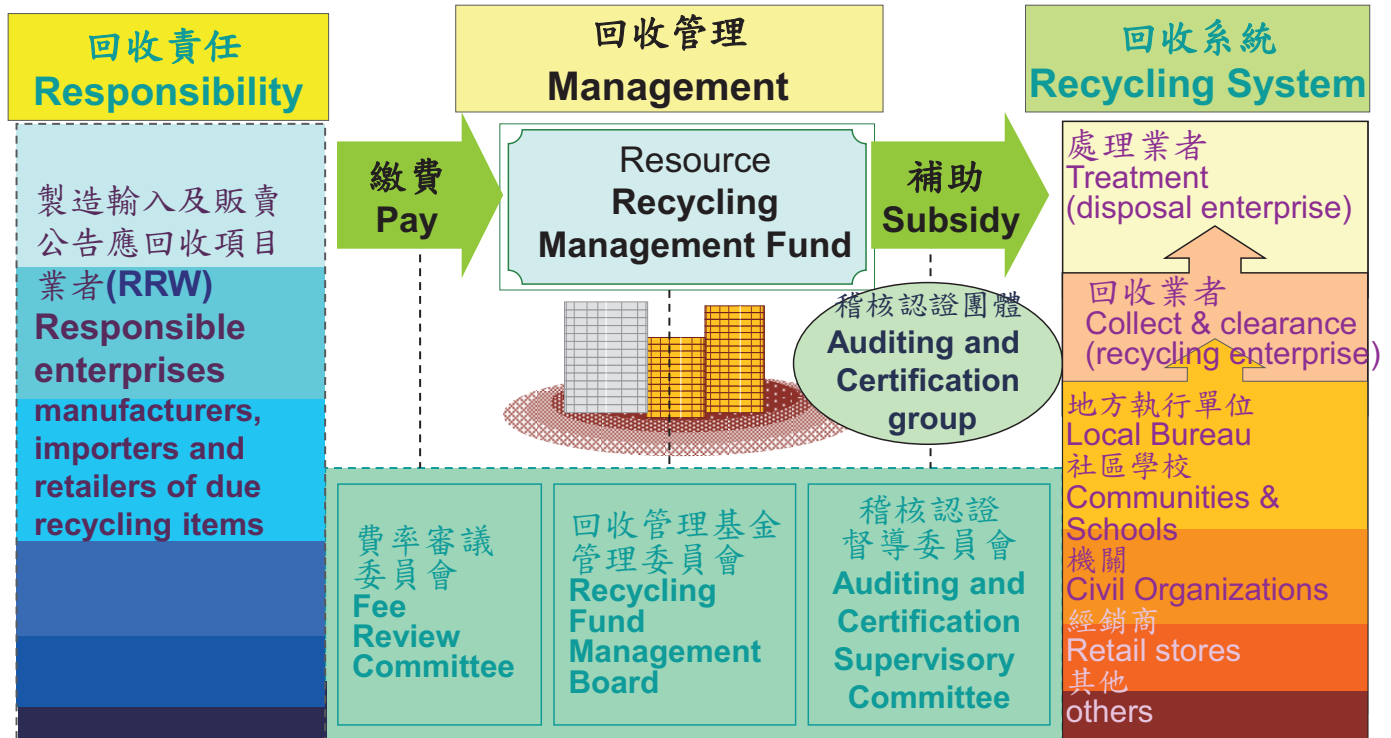 回收責任
Responsibility
製造輸入及販賣
公告應回收項目
業者(RRW)
Responsible
enterprises
manufacturers,
importers and
retailers of due
recycling items
回收管理
Management
繳費
Pay
Resource
Recycling
Management Fund
補助
Subsidy
稽核認證團體
Auditing and
Certification
group
費率審議
委員會
Fee
Review
Committee
回收管理基金
管理委員會
Recycling
Fund
Management
Board
稽核認證
督導委員會
Auditing and
Certification
Supervisory
Committee
回收系統
Recycling System
處理業者
Treatment
(disposal enterprise)
回收業者
Collect & clearance
(recycling enterprise)
地方執行單位
Local Bureau
社區學校
Communities &
Schools
機關
Civil Organizations
經銷商
Retail stores
其他
others